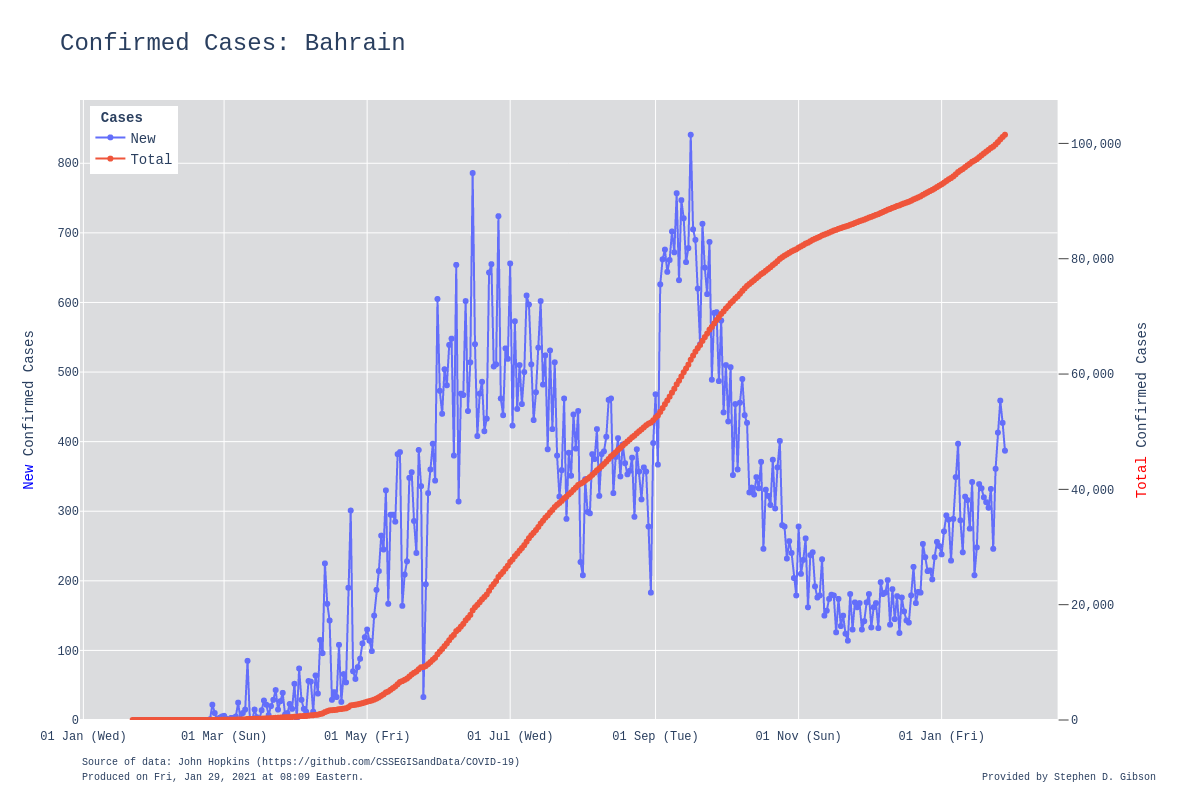 Confirmed Cases: Bahrain
Cases
New
Total
800
700
600
500
400
300
200
100
0
New Confirmed Cases
100,000
80,000
60,000
40,000
20,000
0
Total Confirmed Cases
01 Jan (Wed)
01 Mar (Sun)
01 May (Fri)
01 Jul (Wed)
01 Sep (Tue)
01 Nov (Sun)
01 Jan (Fri)
Source of data: John Hopkins (https://github.com/CSSEGISandData/COVID-19)
Produced on Fri, Jan 29, 2021 at 08:09 Eastern.
Provided by Stephen D. Gibson